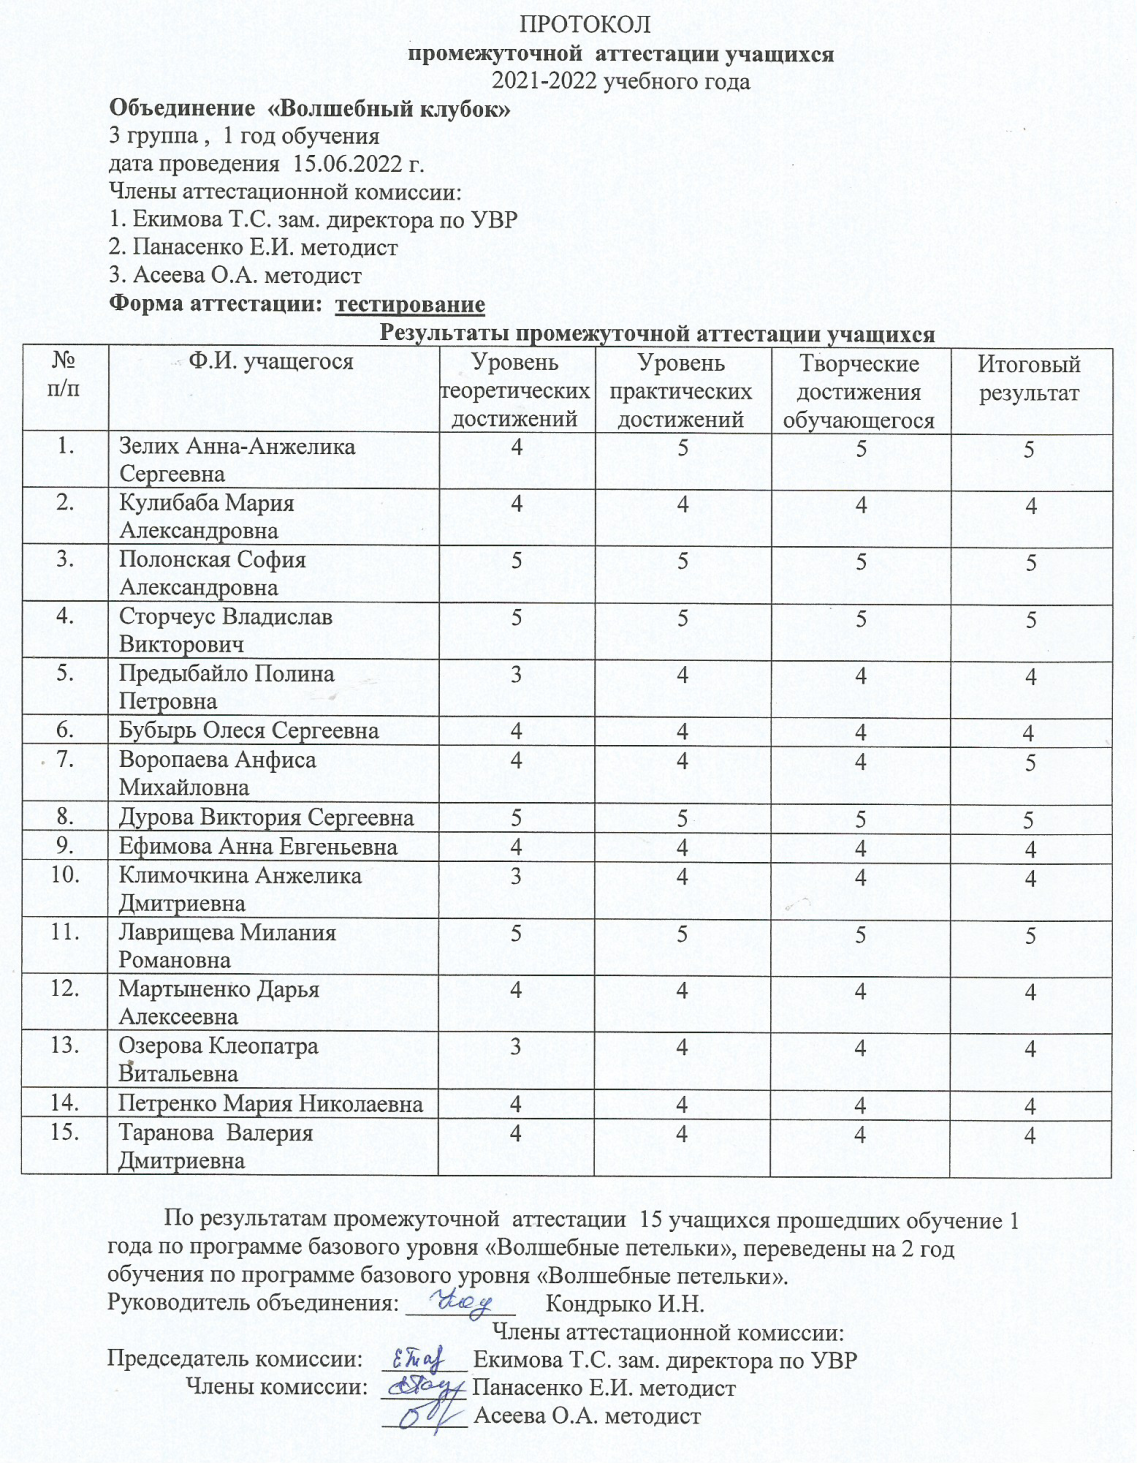 ПРОТОКОЛ
промежуточной аттестации учащихся
2021-2022 учебного года
Объединение «Волшебный клубок»
3 группа , 1 год обучения
дата проведения 15.06.2022 г.
Члены аттестационной комиссии:
1. Екимова Т.С. зам. директора по УВР
2. Панасенко Е.И. методист
3. Асеева О.А. методист
Форма аттестации: тестирование
Результаты промежуточной аттестации учащихся
№ Ф.И. учащегося Уровень Уровень Творческие Итоговый
п/п теоретических практических достижения результат
достижений достижений обучающегося
1. Зелих Анна-Анжелика 4 5 5 5
Сергеевна
2. Кулибаба Мария 4 4 4 4
Александровна
3. Полонская София 5 5 5 5
Александровна
4. Сторчеус Владислав 5 5 5 5
Викторович
5. Предыбайло Полина 3 4 4 4
Петровна
6. Бубырь Олеся Сергеевна 4 4 4 4
7. Воропаева Анфиса 4 4 4 5
Михайловна
8. Дурова Виктория Сергеевна 5 5 5 5
9. Ефимова Анна Евгеньевна 4 4 4 4
10. Климочкина Анжелика 3 4 4 4
Дмитриевна
11. Лаврищева Милания 5 5 5 5
Романовна
12. Мартыненко Дарья 4 4 4 4
Алексеевна
13. Озерова Клеопатра 3 4 4 4
Витальевна
14. Петренко Мария Николаевна 4 4 4 4
15. Таранова Валерия 4 4 4 4
Дмитриевна
По результатам промежуточной аттестации 15 учащихся прошедших обучение 1
года по программе базового уровня «Волшебные петельки», переведены на 2 год
обучения по программе базового уровня «Волшебные петельки».
Руководитель объединения: Кондрыко И.Н.
Члены аттестационной комиссии:
Председатель комиссии: Екимова Т.С. зам. директора по УВР
Члены комиссии: Панасенко Е.И. методист
Асеева О.А. методист